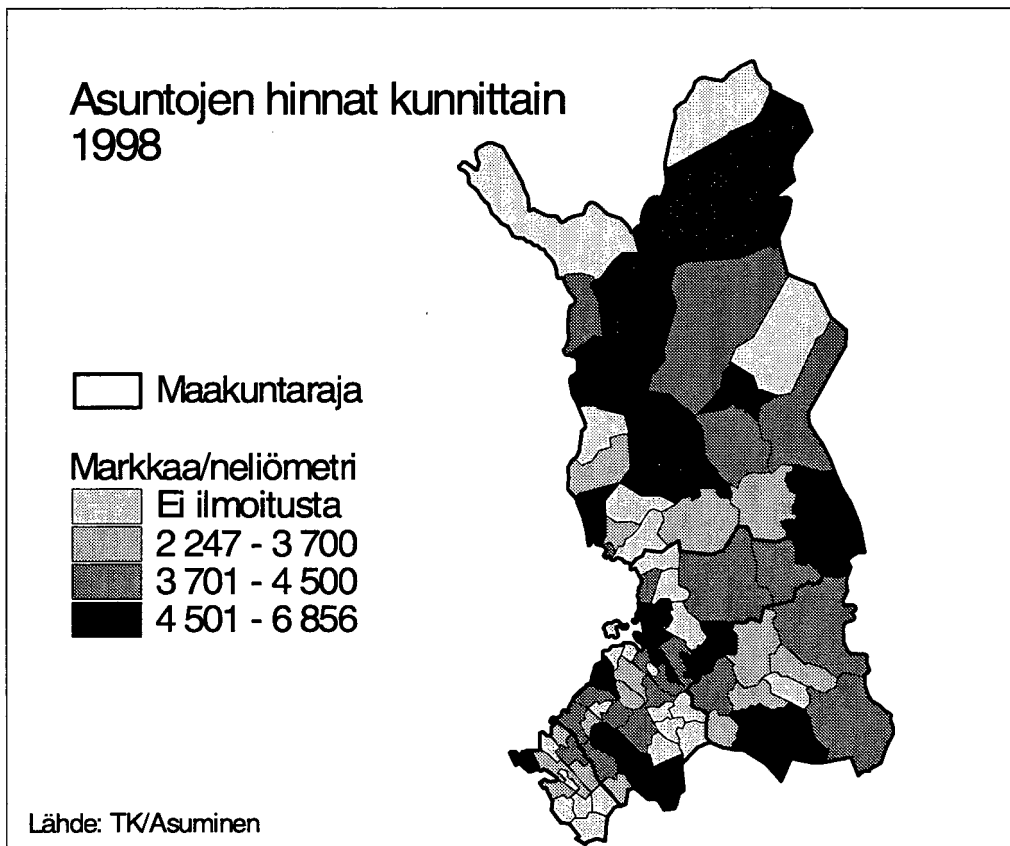 Asuntojen hinnat kunnittain
1998
Maakuntaraja
Markkaa/neliömetri
Ei ilmoitusta
2 247 - 3 700
3 701 - 4 500
4 501 - 6 856
Lähde: TK/Asuminen